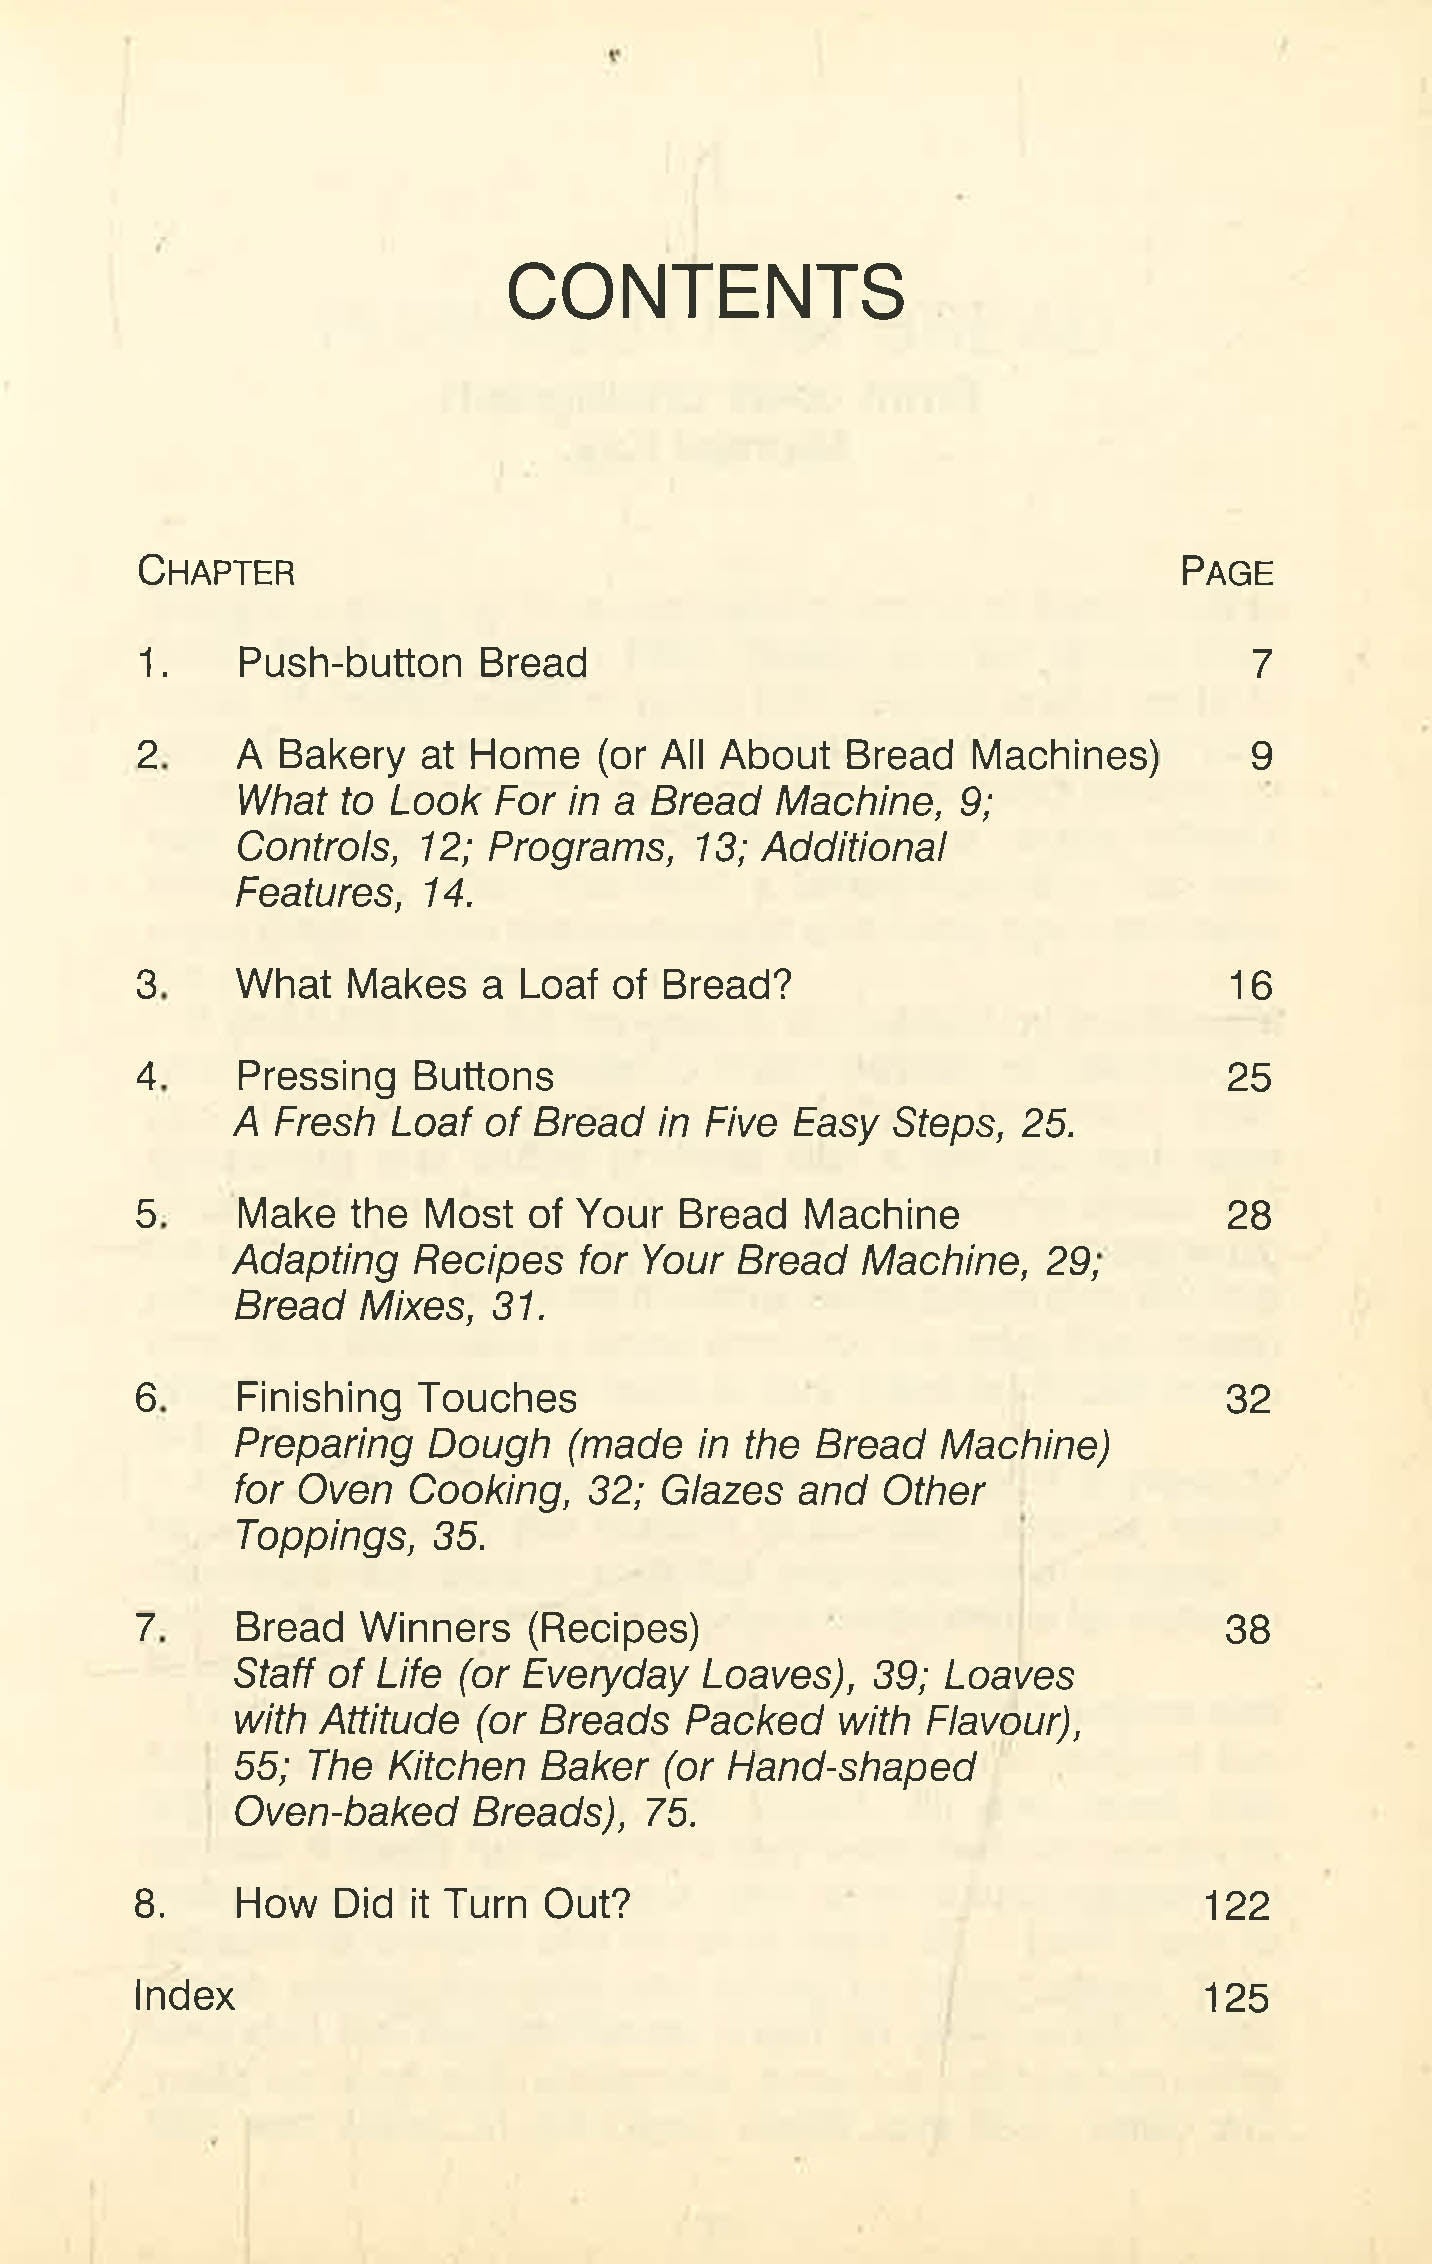 CONTENTS
CHAPTER PAGE
1. Push-button Bread 7
2. A Bakery at Home (or All About Bread Machines) 9
What to Look For in a Bread Machine, 9;
Controls, 12; Programs, 13; Additional
Features, 14.
3. What Makes a Loaf of Bread? 16
4. Pressing Buttons 25
A Fresh Loaf of Bread in Five Easy Steps, 25.
5. Make the Most of Your Bread Machine 28
Adapting Recipes for Your Bread Machine, 29;
Bread Mixes, 31.
6. Finishing Touches 32
Preparing Dough (made in the Bread Machine)
for Oven Cooking, 32; Glazes and Other
Toppings, 35.
7. Bread Winners (Recipes) 38
Staff of Life (or Everyday Loaves), 39; Loaves
with Attitude (or Breads Packed with Flavour),
55; The Kitchen Baker (or Hand-shaped
Oven-baked Breads), 75.
8. How Did it Turn Out? 122
Index 125